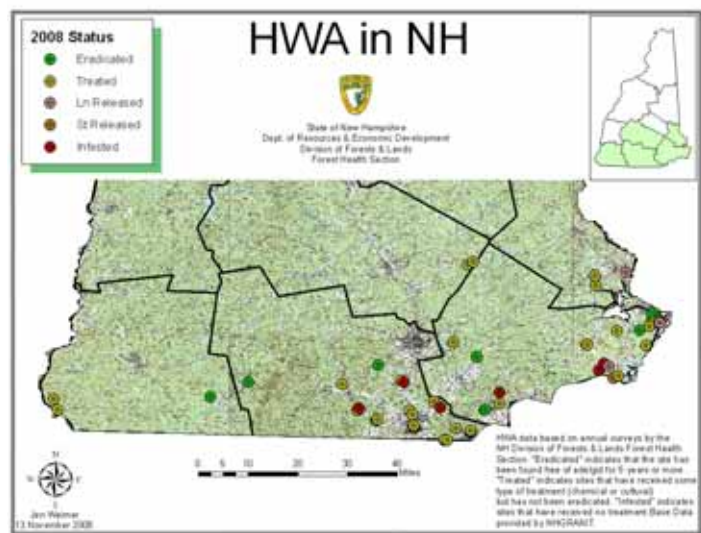 HWA in NH
2008 Status
Eradicated
Treated
Ln Released
St Released
Infested
State of New Hampshire
Dept. of Resources & Economic Development
Division of Forests & Lands
Forest Health Section
N
E
S
Jen Weimer
13 November 2008
0 5 10 20 30 40
Miles
HWA data based on annual surveys by the
NH Division of Forests & Lands Forest Health
Section. "Eradicated" indicates that the site has
been found free of adelgid for 5 years or more
"Treated" indicates sites that have received some
type of treatment (chemical or cultural)
but has not been eradicated. "Infested" indicates
sites that have received no treatment.Base Data
provided by NHGRANIT.